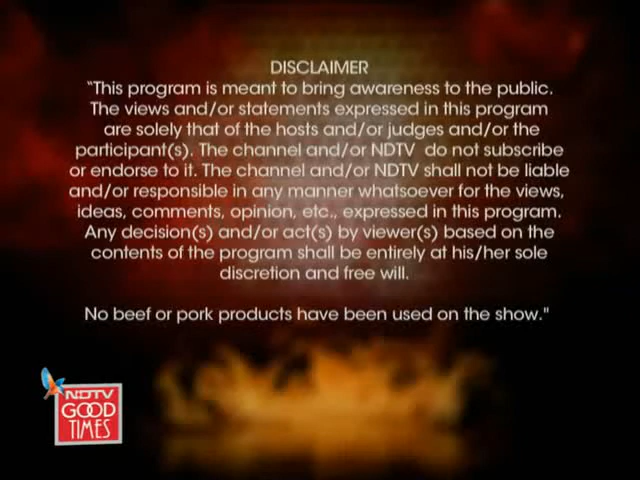 DISCLAIMER
"This program is meant to bring awareness to the public.
The views and/or statements expressed in this program
are solely that of the hosts and/or judges and/or the
participant(s). The channel and/or NDTV do not subscribe
or endorse to it. The channel and/or NDTV shall not be liable
and/or responsible in any manner whatsoever for the views,
ideas, comments, opinion, etc., expressed in this program.
Any decision(s) and/or act(s) by viewer(s) based on the
contents of the program shall be entirely at his/her sole
discretion and free will.
No beef or pork products have been used on the show."
NDTV
GOOD
TIMES